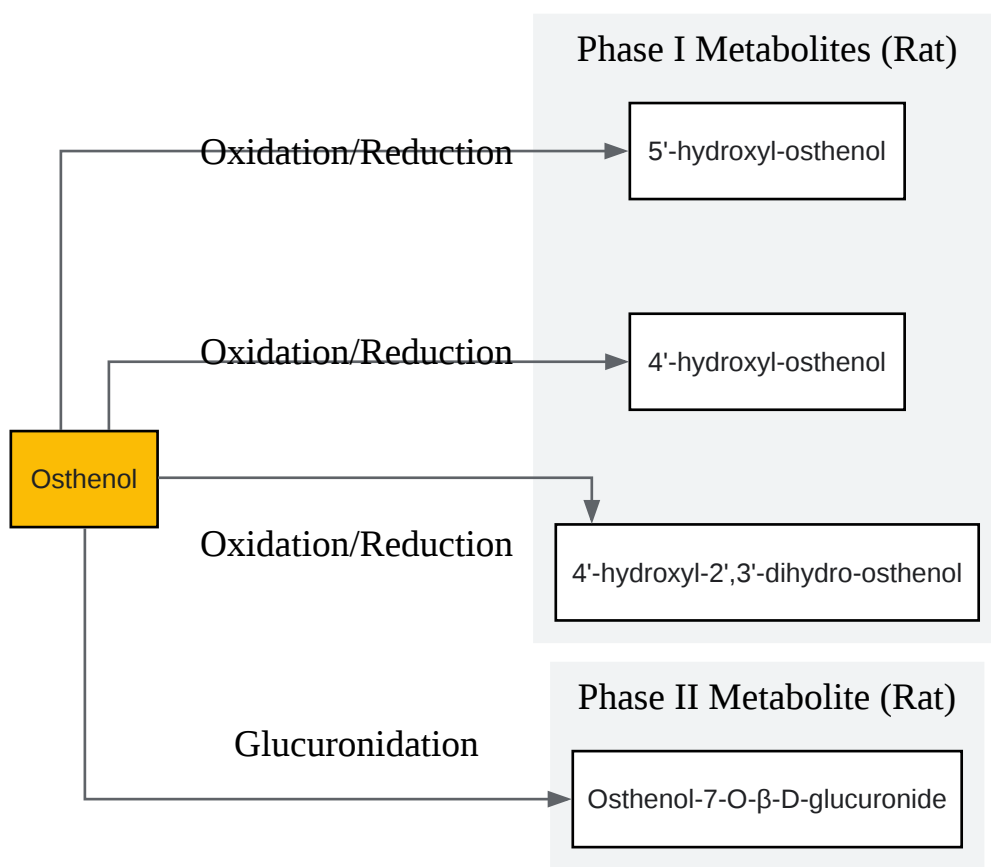 Phase I Metabolites (Rat)
Oxidation/Reduction
5'-hydroxyl-osthenol
Oxidation/Reduction
4'-hydroxyl-osthenol
Osthenol
Oxidation/Reduction
4'-hydroxyl-2',3'-dihydro-osthenol
Phase II Metabolite (Rat)
Glucuronidation
Osthenol-7-O-β-D-glucuronide